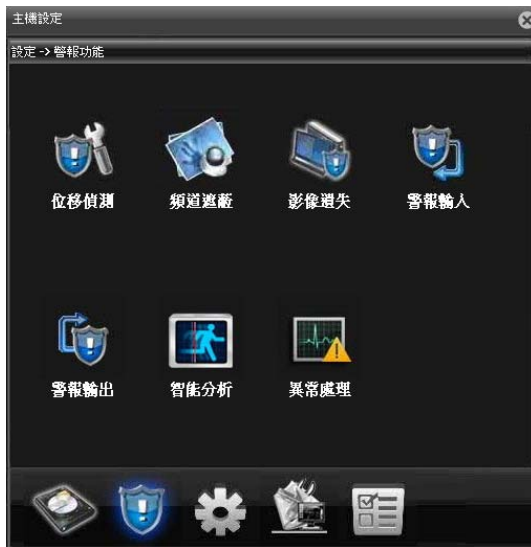 主機設定
設定 -> 警報功能
位移偵測 頻道遮蔽 影像遺失 警報輸入
警報輸出 智能分析 異常處理